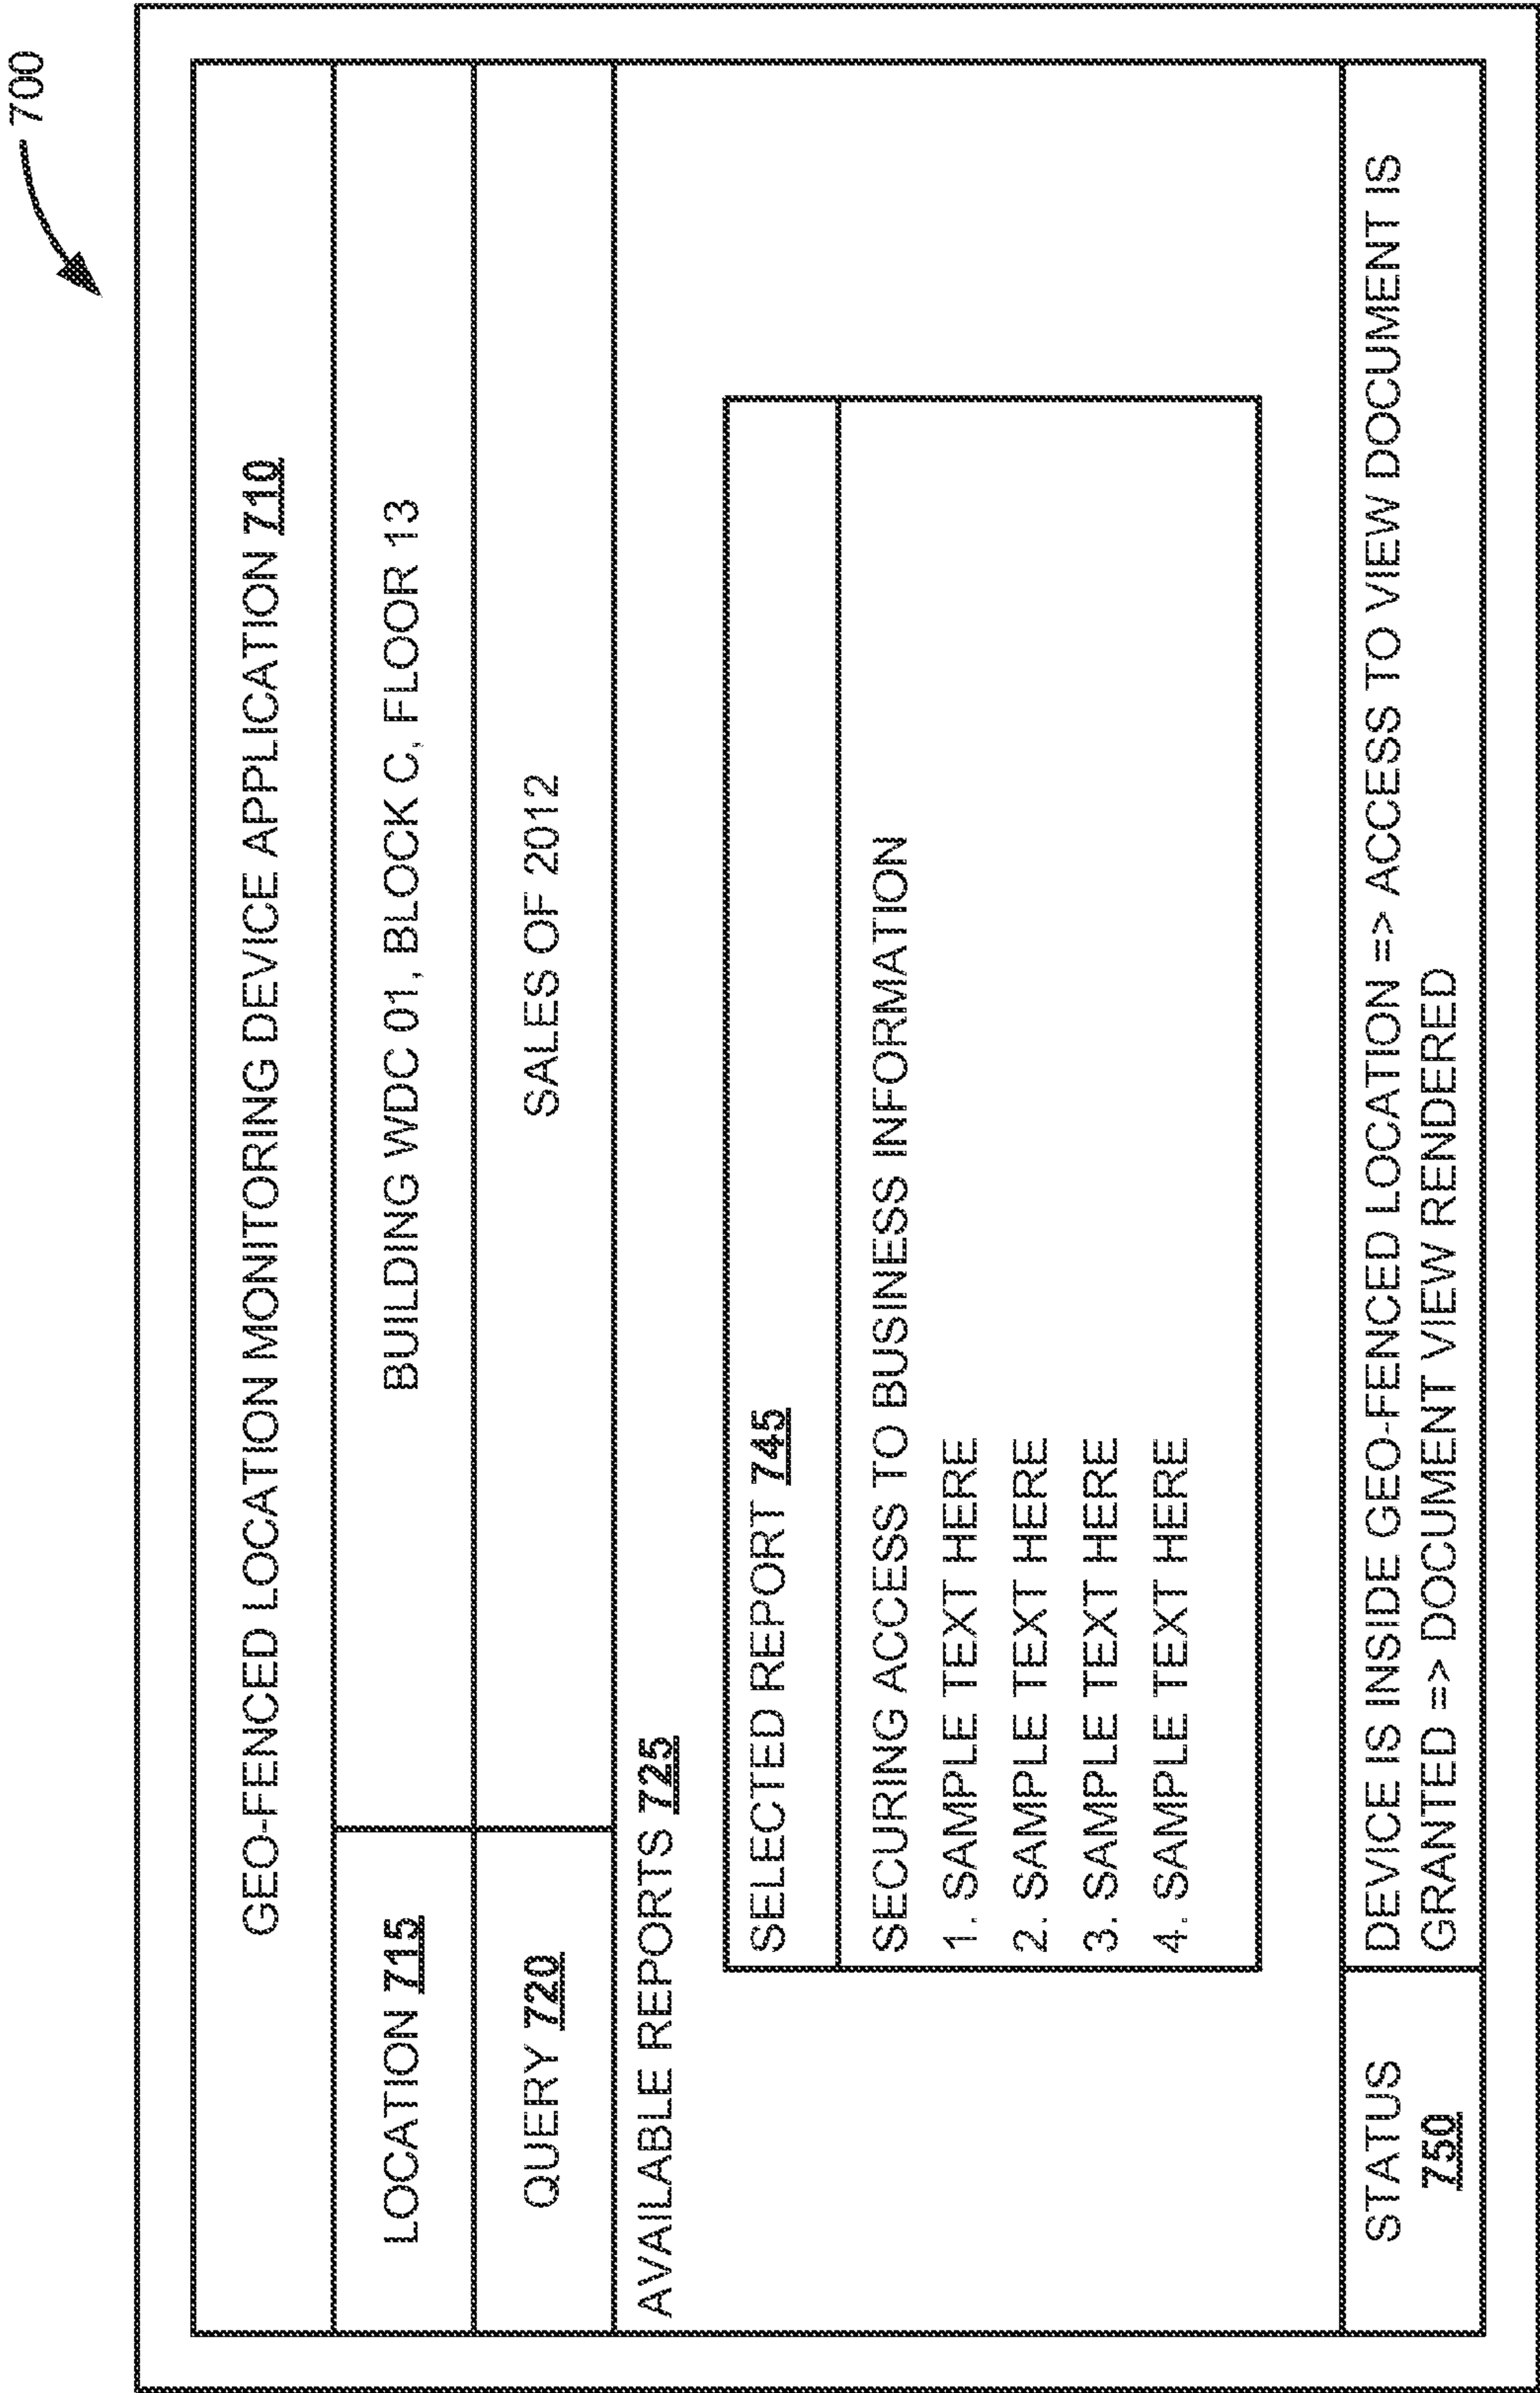 700
GEO-FENCED LOCATION MONITORING DEVICE APPLICATION 710
LOCATION 715
BUILDING WDC 01, BLOCK C, FLOOR 13
QUERY 720
SALES OF 2012
AVAILABLE REPORTS 725
SELECTED REPORT 745
SECURING ACCESS TO BUSINESS INFORMATION
1. SAMPLE TEXT HERE
2. SAMPLE TEXT HERE
3. SAMPLE TEXT HERE
4. SAMPLE TEXT HERE
STATUS
750
DEVICE IS INSIDE GEO-FENCED LOCATION => ACCESS TO VIEW DOCUMENT IS
GRANTED => DOCUMENT VIEW RENDERED